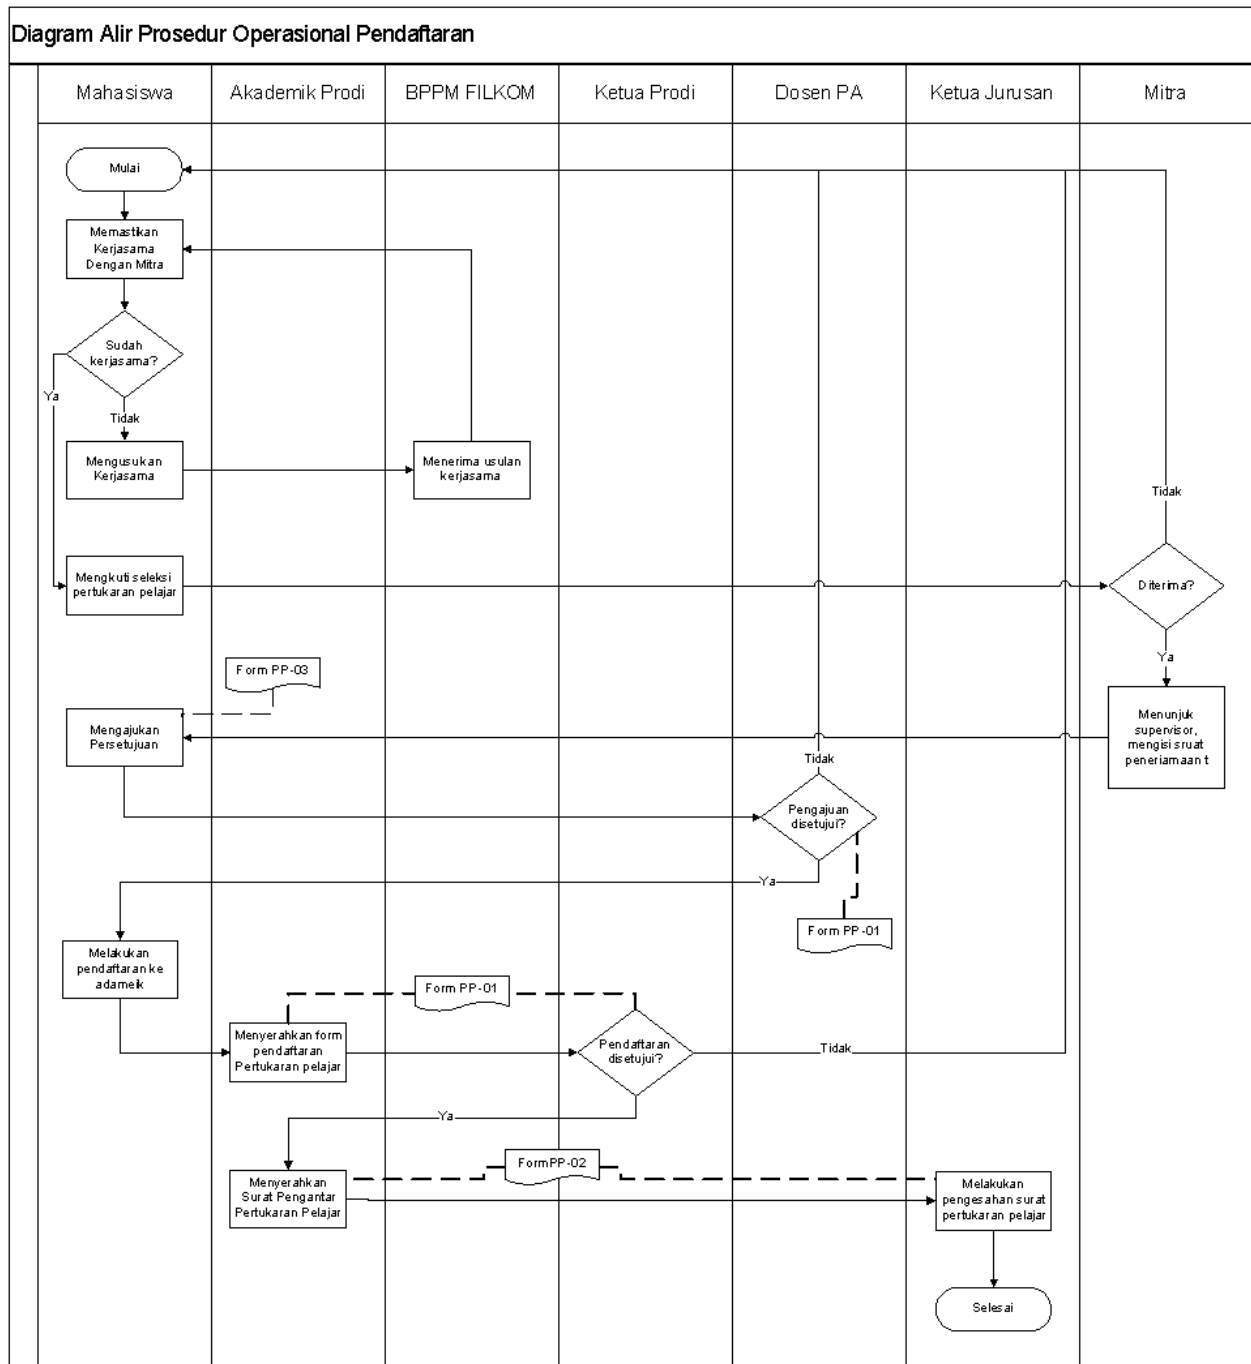 Diagram Alir Prosedur Operasional Pendaftaran
Mahasiswa
Akademik Prodi
BPPM FILKOM
Ketua Prodi
Dosen PA
Ketua Jurusan
Mitra
Mulai
Memastikan
Kerjasama
Dengan Mitra
Sudah
kerjasama?
Ya
Tidak
Mengusukan
Kerjasama
Menerima usulan
kerjasama
Tidak
Mengkuti seleksi
pertukaran pelajar
Diterima?
Ya
Form PP-03
Mengajukan
Persetujuan
Menunjuk
supervisor,
mengisi sruat
peneriamaan t
Tidak
Pengajuan
disetujui?
Ya
Form PP-01
Melakukan
pendaftaran ke
adameik
Form PP-01
Menyerahkan form
pendaftaran
Pertukaran pelajar
Pendaftaran
disetujui?
Tidak
Ya
FormPP-02
Menyerahkan
Surat Pengantar
Pertukaran Pelajar
Melakukan
pengesahan surat
pertukaran pelajar
Selesai